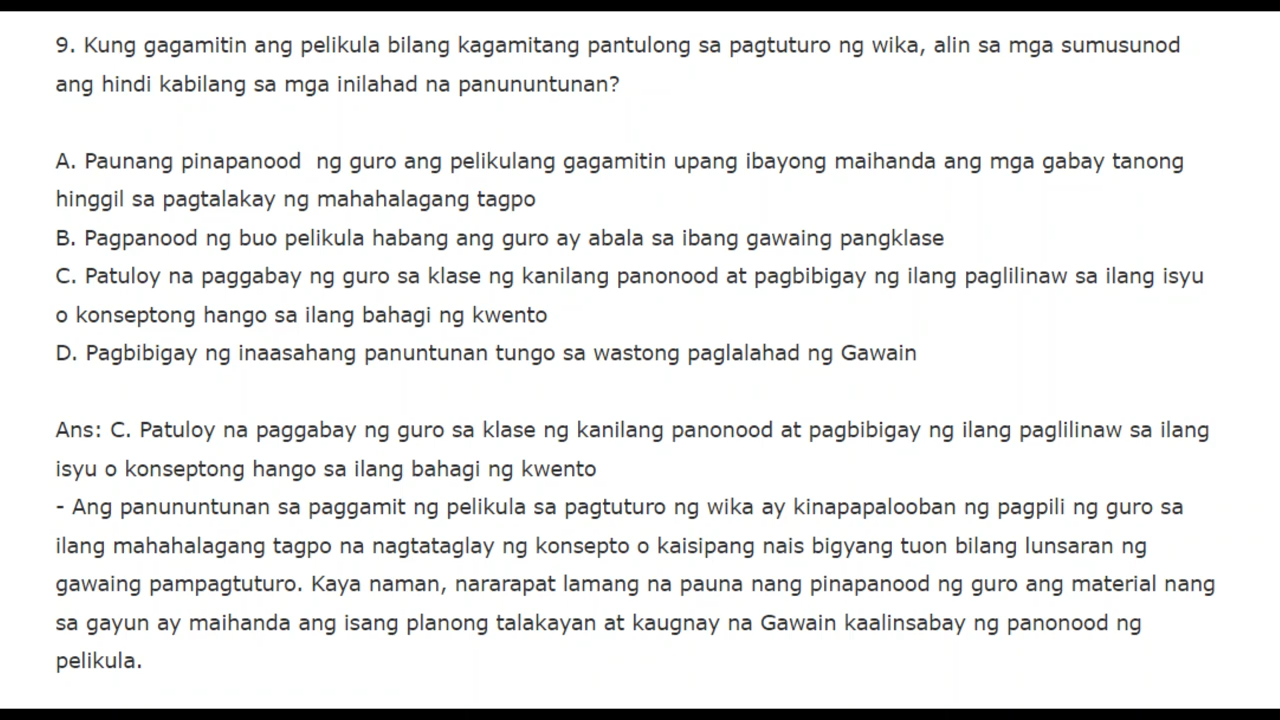 9. Kung gagamitin ang pelikula bilang kagamitang pantulong sa pagtuturo ng wika, alin sa mga sumusunod
ang hindi kabilang sa mga inilahad na panununtunan?
A. Paunang pinapanood  ng guro ang pelikulang gagamitin upang ibayong maihanda ang mga gabay tanong
hinggil sa pagtalakay ng mahahalagang tagpo
B. Pagpanood ng buo pelikula habang ang guro ay abala sa ibang gawaing pangklase
C. Patuloy na paggabay ng guro sa klase ng kanilang panonood at pagbibigay ng ilang paglilinaw sa ilang isyu
o konseptong hango sa ilang bahagi ng kwento
D. Pagbibigay ng inaasahang panuntunan tungo sa wastong paglalahad ng Gawain
Ans: C. Patuloy na paggabay ng guro sa klase ng kanilang panonood at pagbibigay ng ilang paglilinaw sa ilang
isyu o konseptong hango sa ilang bahagi ng kwento
- Ang panununtunan sa paggamit ng pelikula sa pagtuturo ng wika ay kinapapalooban ng pagpili ng guro sa
ilang mahahalagang tagpo na nagtataglay ng konsepto o kaisipang nais bigyang tuon bilang lunsaran ng
gawaing pampagtuturo. Kaya naman, nararapat lamang na pauna nang pinapanood ng guro ang material nang
sa gayun ay maihanda ang isang planong talakayan at kaugnay na Gawain kaalinsabay ng panonood ng
pelikula.